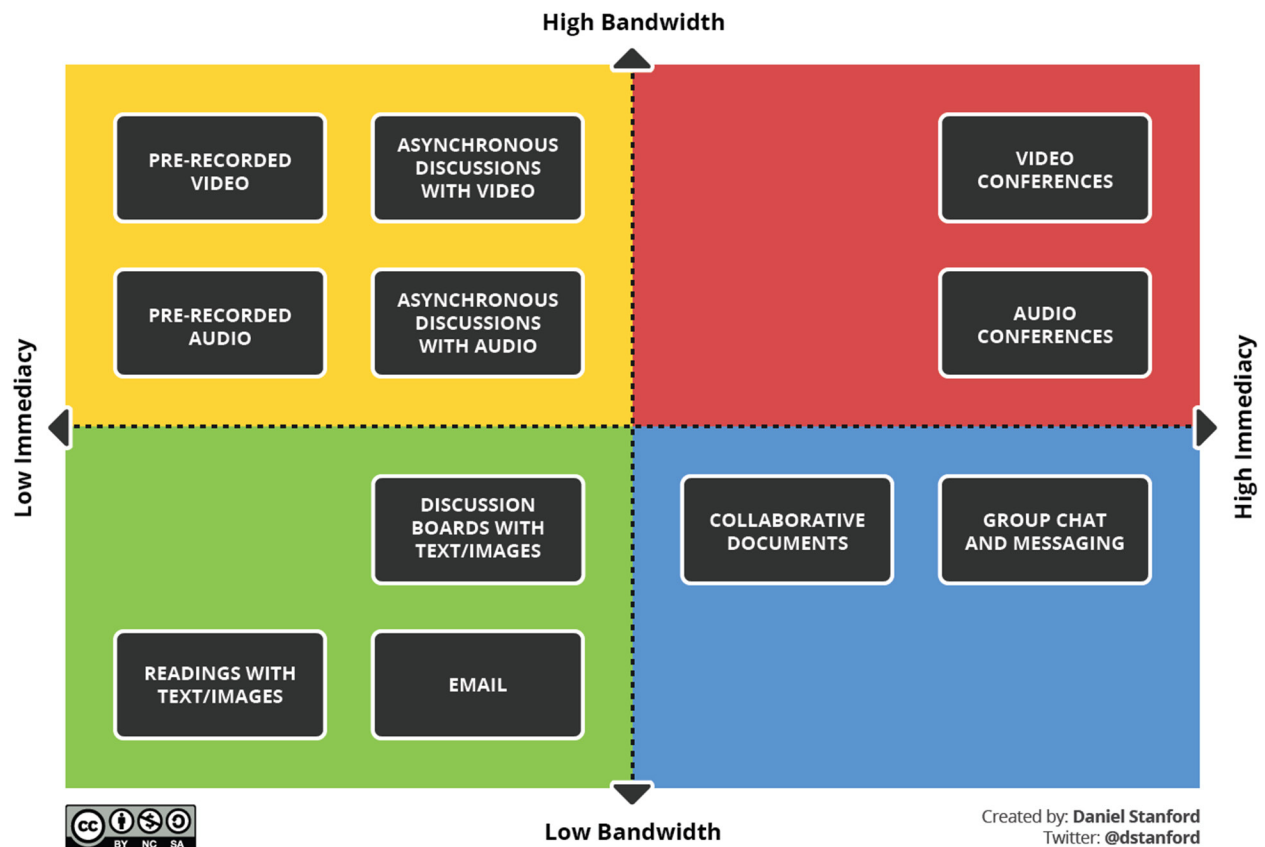 High Bandwidth
PRE-RECORDED
VIDEO
ASYNCHRONOUS
DISCUSSIONS
WITH VIDEO
VIDEO
CONFERENCES
PRE-RECORDED
AUDIO
ASYNCHRONOUS
DISCUSSIONS
WITH AUDIO
AUDIO
CONFERENCES
Low Immediacy
High Immediacy
DISCUSSION
BOARDS WITH
TEXT/IMAGES
COLLABORATIVE
DOCUMENTS
GROUP CHAT
AND MESSAGING
READINGS WITH
TEXT/IMAGES
EMAIL
Low Bandwidth
cc
BY NC SA
Created by: Daniel Stanford
Twitter: @dstanford